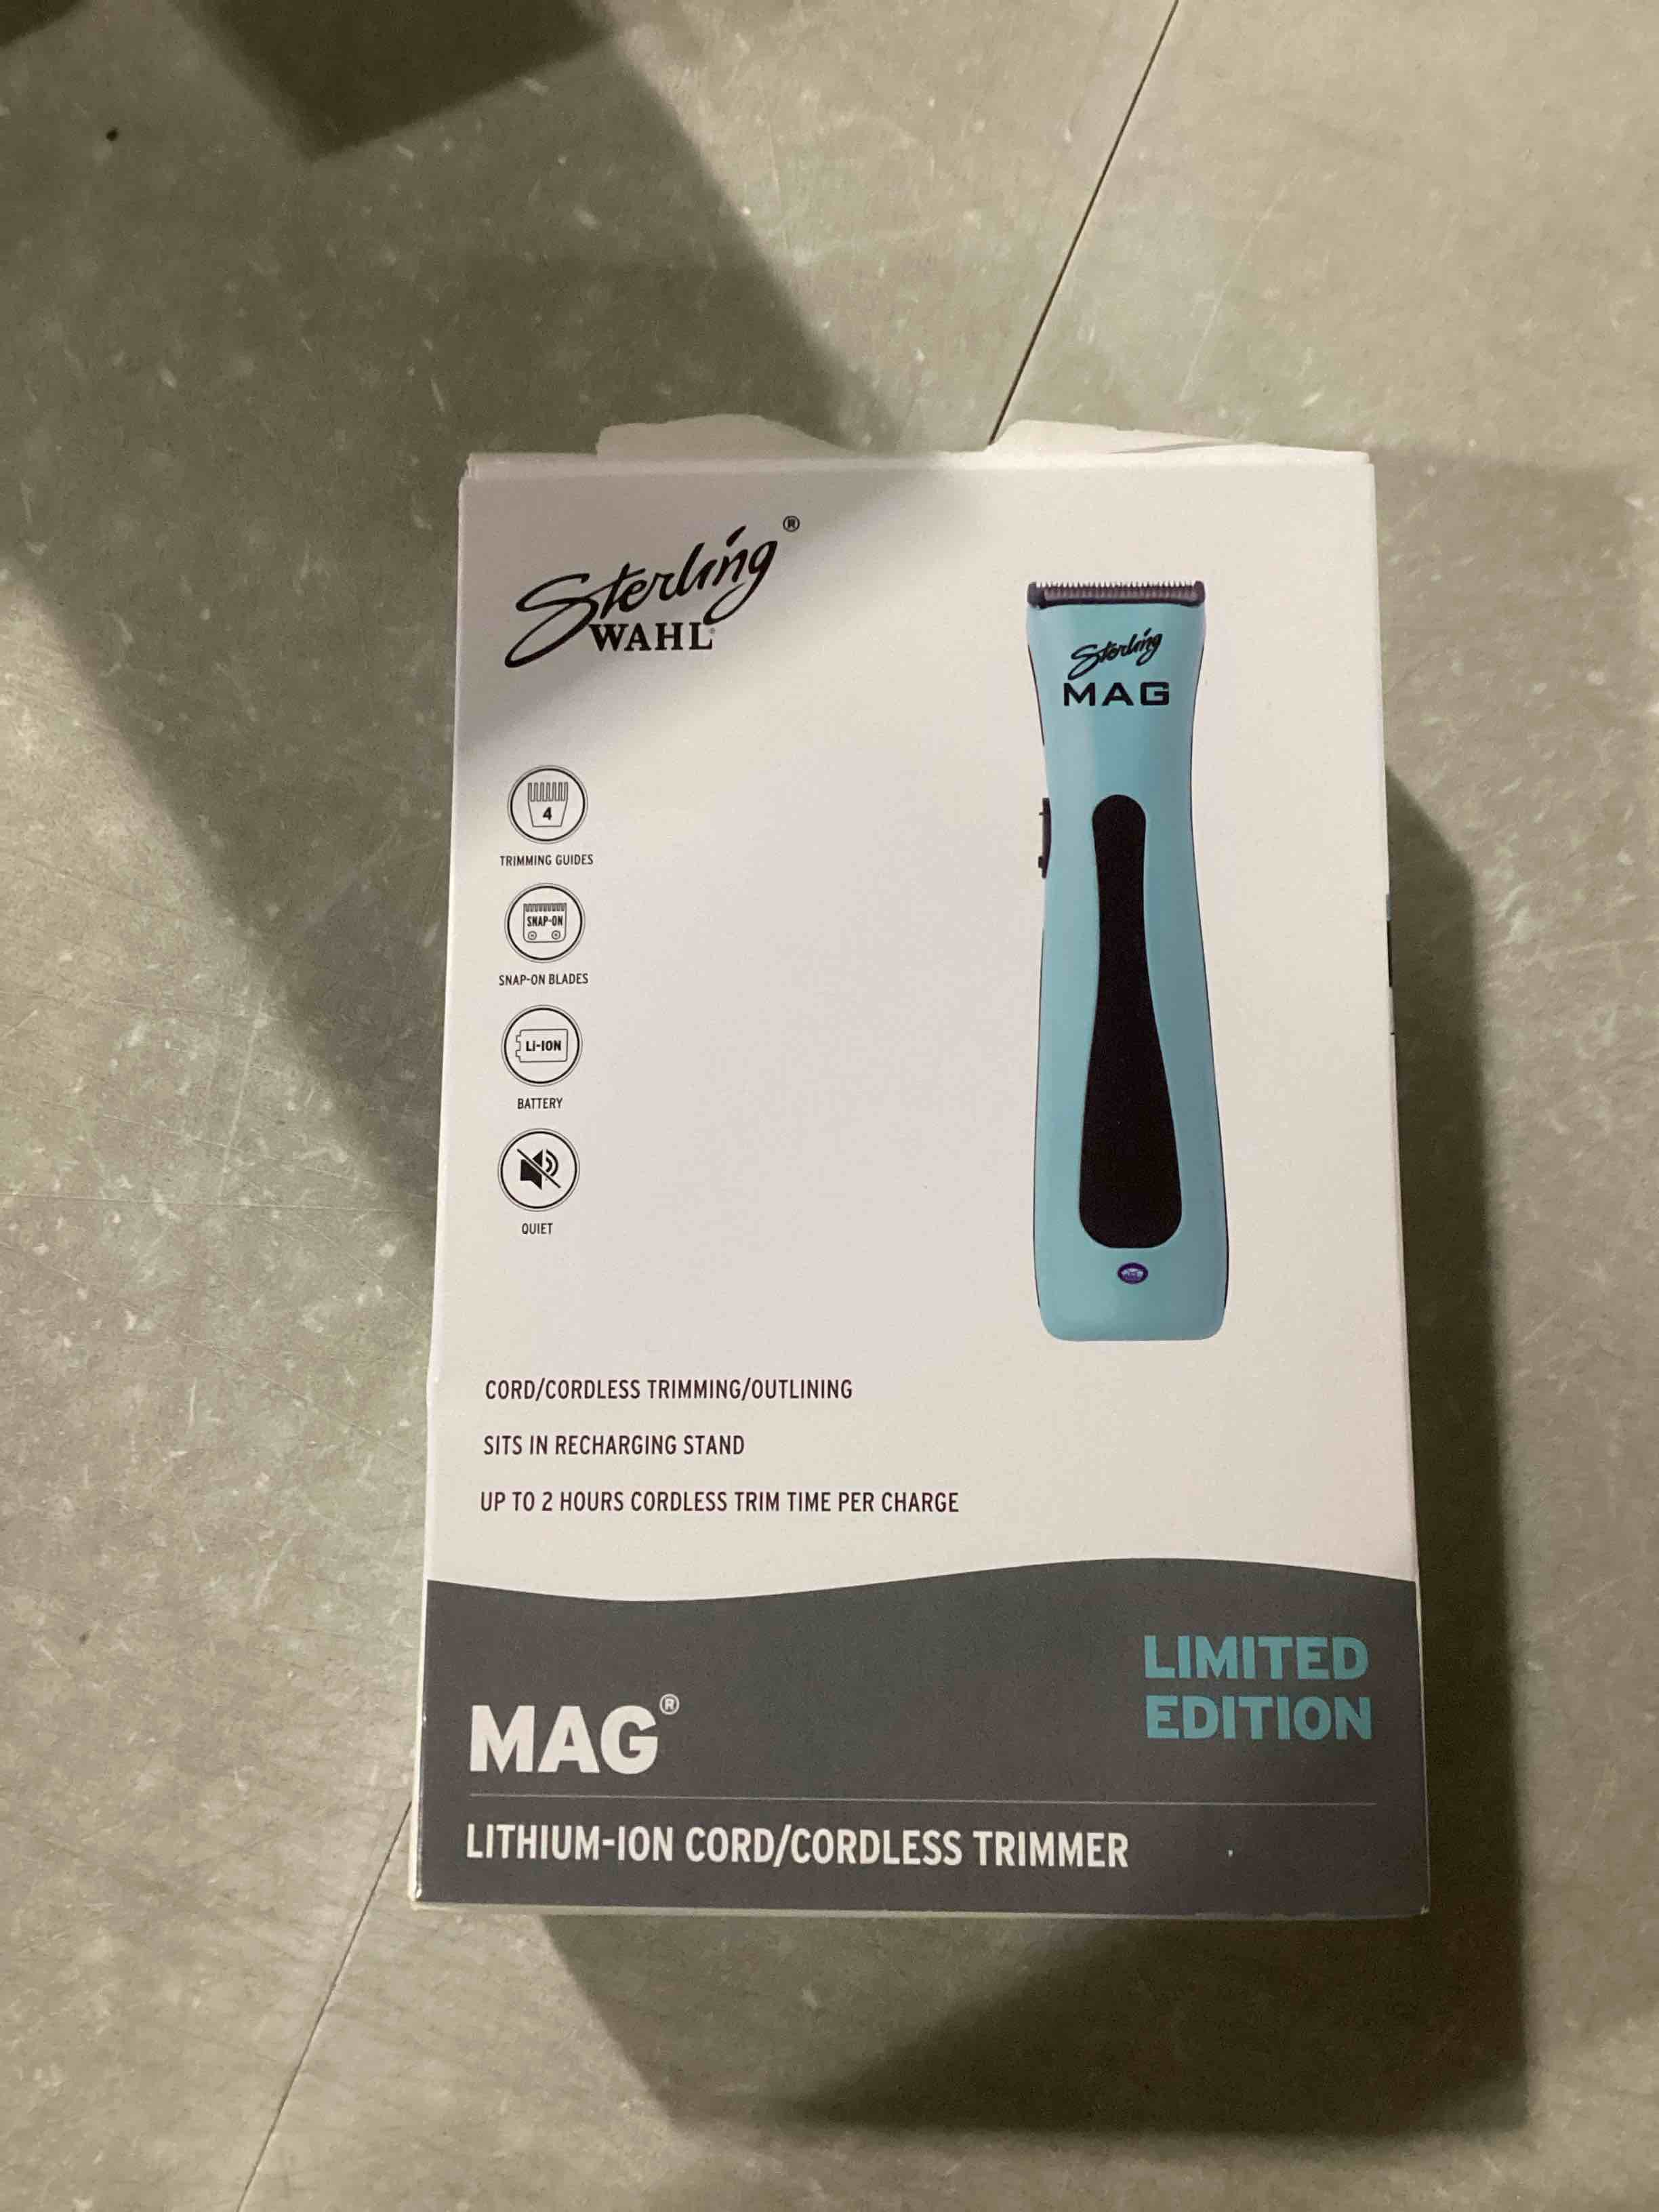 Sterling®
WAHL®
Sterling
MAG
4
TRIMMING GUIDES
SNAP-ON
SNAP-ON BLADES
LI-ION
BATTERY
QUIET
CORD/CORDLESS TRIMMING/OUTLINING
SITS IN RECHARGING STAND
UP TO 2 HOURS CORDLESS TRIM TIME PER CHARGE
LIMITED
EDITION
MAG®
LITHIUM-ION CORD/CORDLESS TRIMMER